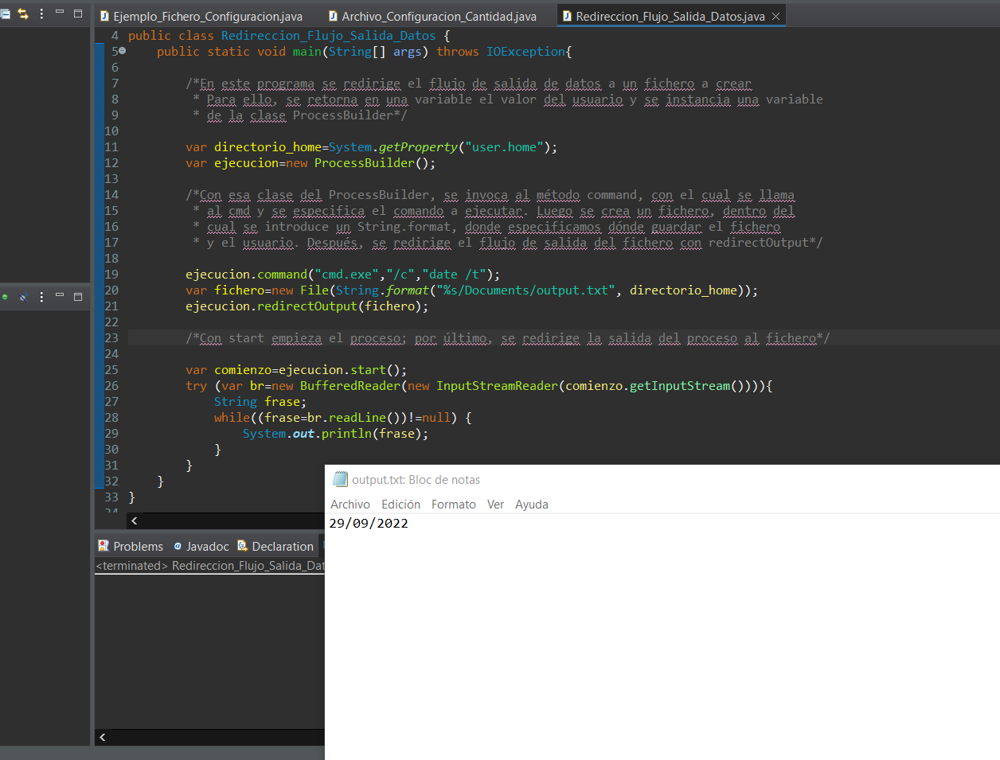 Ejemplo_Fichero_Configuracion.java Archivo_Configuracion_Cantidad.java Redireccion_Flujo_Salida_Datos.java
4 public class Redireccion_Flujo_Salida_Datos {
5 public static void main(String[] args) throws IOException{
6
7 /*En este programa se redirige el flujo de salida de datos a un fichero a crear
8 * Para ello, se retorna en una variable el valor del usuario y se instancia una variable
9 * de la clase ProcessBuilder*/
10
11 var directorio_home=System.getProperty("user.home");
12 var ejecucion=new ProcessBuilder();
13
14 /*Con esa clase del ProcessBuilder, se invoca al método command, con el cual se llama
15 * al cmd y se especifica el comando a ejecutar. Luego se crea un fichero, dentro del
16 * cual se introduce un String.format, donde especificamos dónde guardar el fichero
17 * y el usuario. Después, se redirige el flujo de salida del fichero con redirectOutput*/
18
19 ejecucion.command("cmd.exe","/c","date /t");
20 var fichero=new File(String.format("%s/Documents/output.txt", directorio_home));
21 ejecucion.redirectOutput(fichero);
22
23 /*Con start empieza el proceso; por último, se redirige la salida del proceso al fichero*/
24
25 var comienzo=ejecucion.start();
26 try (var br=new BufferedReader(new InputStreamReader(comienzo.getInputStream()))){
27 String frase;
28 while((frase=br.readLine())!=null) {
29 System.out.println(frase);
30 }
31 }
32 }
33 }
34
output.txt: Bloc de notas
Archivo Edición Formato Ver Ayuda
29/09/2022
Problems Javadoc Declaration
<terminated> Redireccion_Flujo_Salida_Dat